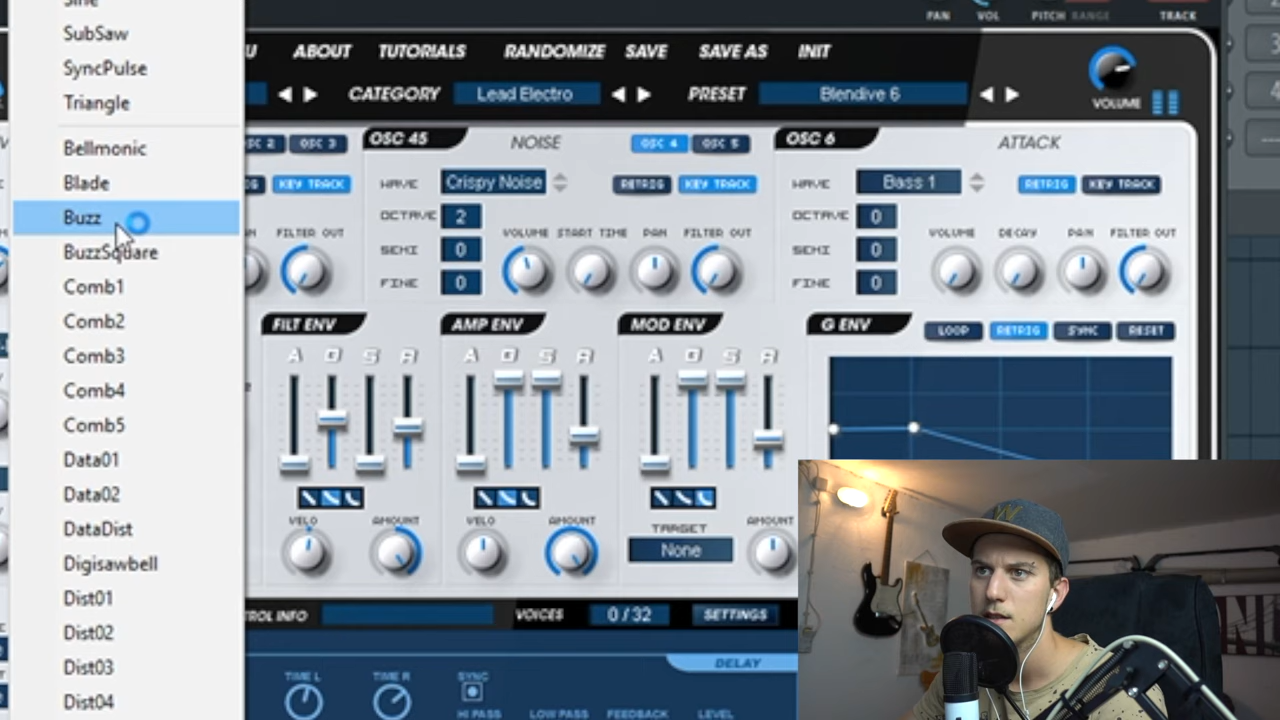 Sine
SubSaw
SyncPulse
Triangle
Bellmonic
Blade
Buzz
BuzzSquare
Comb1
Comb2
Comb3
Comb4
Comb5
Data01
Data02
DataDist
Digisawbell
Dist01
Dist02
Dist03
Dist04
PAN VOL PITCH RANGE TRACK
U ABOUT TUTORIALS RANDOMIZE SAVE SAVE AS INIT
CATEGORY Lead Electro PRESET Blendive 6
VOLUME
OSC 3
KEY TRACK
FILTER OUT
OSC 45 NOISE OSC 4 OSC 5
WAVE Crispy Noise RETRIG KEY TRACK
OCTAVE 2
SEMI 0
FINE 0
VOLUME START TIME PAN FILTER OUT
OSC 6 ATTACK
WAVE Bass 1 RETRIG KEY TRACK
OCTAVE 0
SEMI 0
FINE 0
VOLUME DECAY PAN FILTER OUT
FILT ENV
A D S R
VELO AMOUNT
AMP ENV
A D S R
VELO AMOUNT
MOD ENV
A D S R
TARGET AMOUNT
None
G ENV LOOP RETRIG SYNC RESET
ROL INFO VOICES 0 / 32 SETTINGS
DELAY
TIME L TIME R SYNC
HI PASS LOW PASS FEEDBACK LEVEL